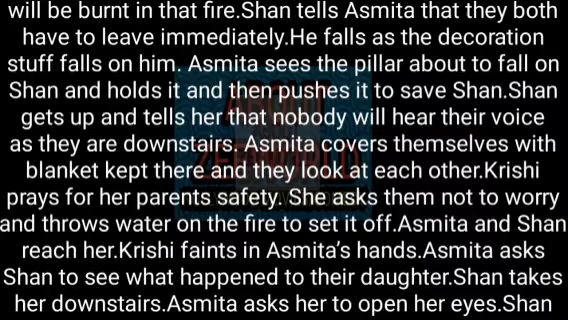 will be burnt in that fire.Shan tells Asmita that they both
have to leave immediately.He falls as the decoration
stuff falls on him. Asmita sees the pillar about to fall on
Shan and holds it and then pushes it to save Shan.Shan
gets up and tells her that nobody will hear their voice
as they are downstairs. Asmita covers themselves with
blanket kept there and they look at each other.Krishi
prays for her parents safety. She asks them not to worry
and throws water on the fire to set it off.Asmita and Shan
reach her.Krishi faints in Asmita’s hands.Asmita asks
Shan to see what happened to their daughter.Shan takes
her downstairs.Asmita asks her to open her eyes.Shan
ABOUT
ZEEWORLD